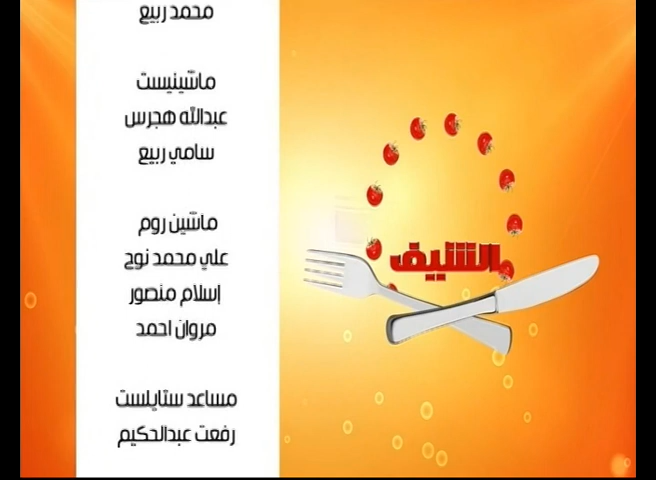 محمد ربيع
ماشينيست
عبدالله هجرس
سامي ربيع
ماشين روم
علي محمد نوح
إسلام منصور
مروان احمد
مساعد ستايلست
رفعت عبدالحكيم
الشيف